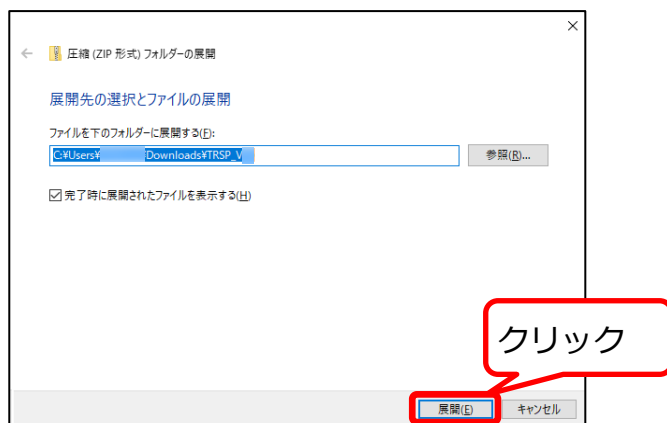 圧縮 (ZIP 形式) フォルダーの展開
展開先の選択とファイルの展開
ファイルを下のフォルダーに展開する(F):
C:¥Users¥ Downloads¥TRSP_V
参照(R)...
完了時に展開されたファイルを表示する(H)
クリック
展開(E)
キャンセル